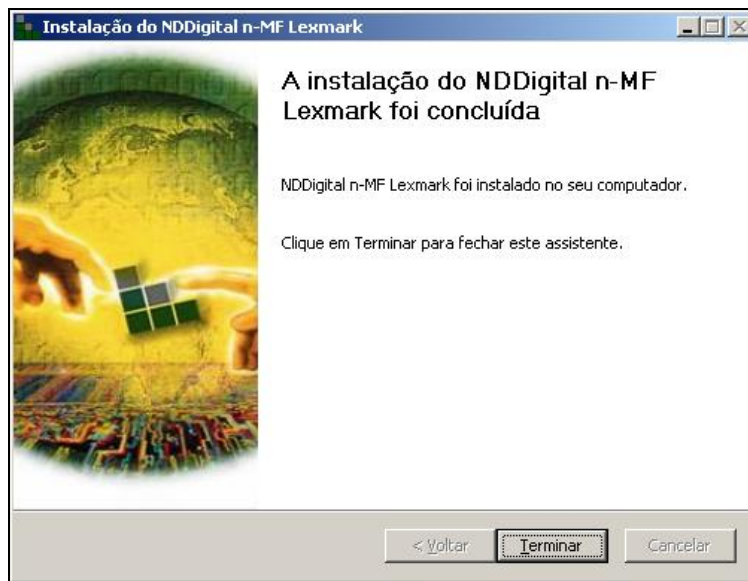 Instalação do NDDigital n-MF Lexmark
A instalação do NDDigital n-MF
Lexmark foi concluída
NDDigital n-MF Lexmark foi instalado no seu computador.
Clique em Terminar para fechar este assistente.
< Voltar Terminar Cancelar